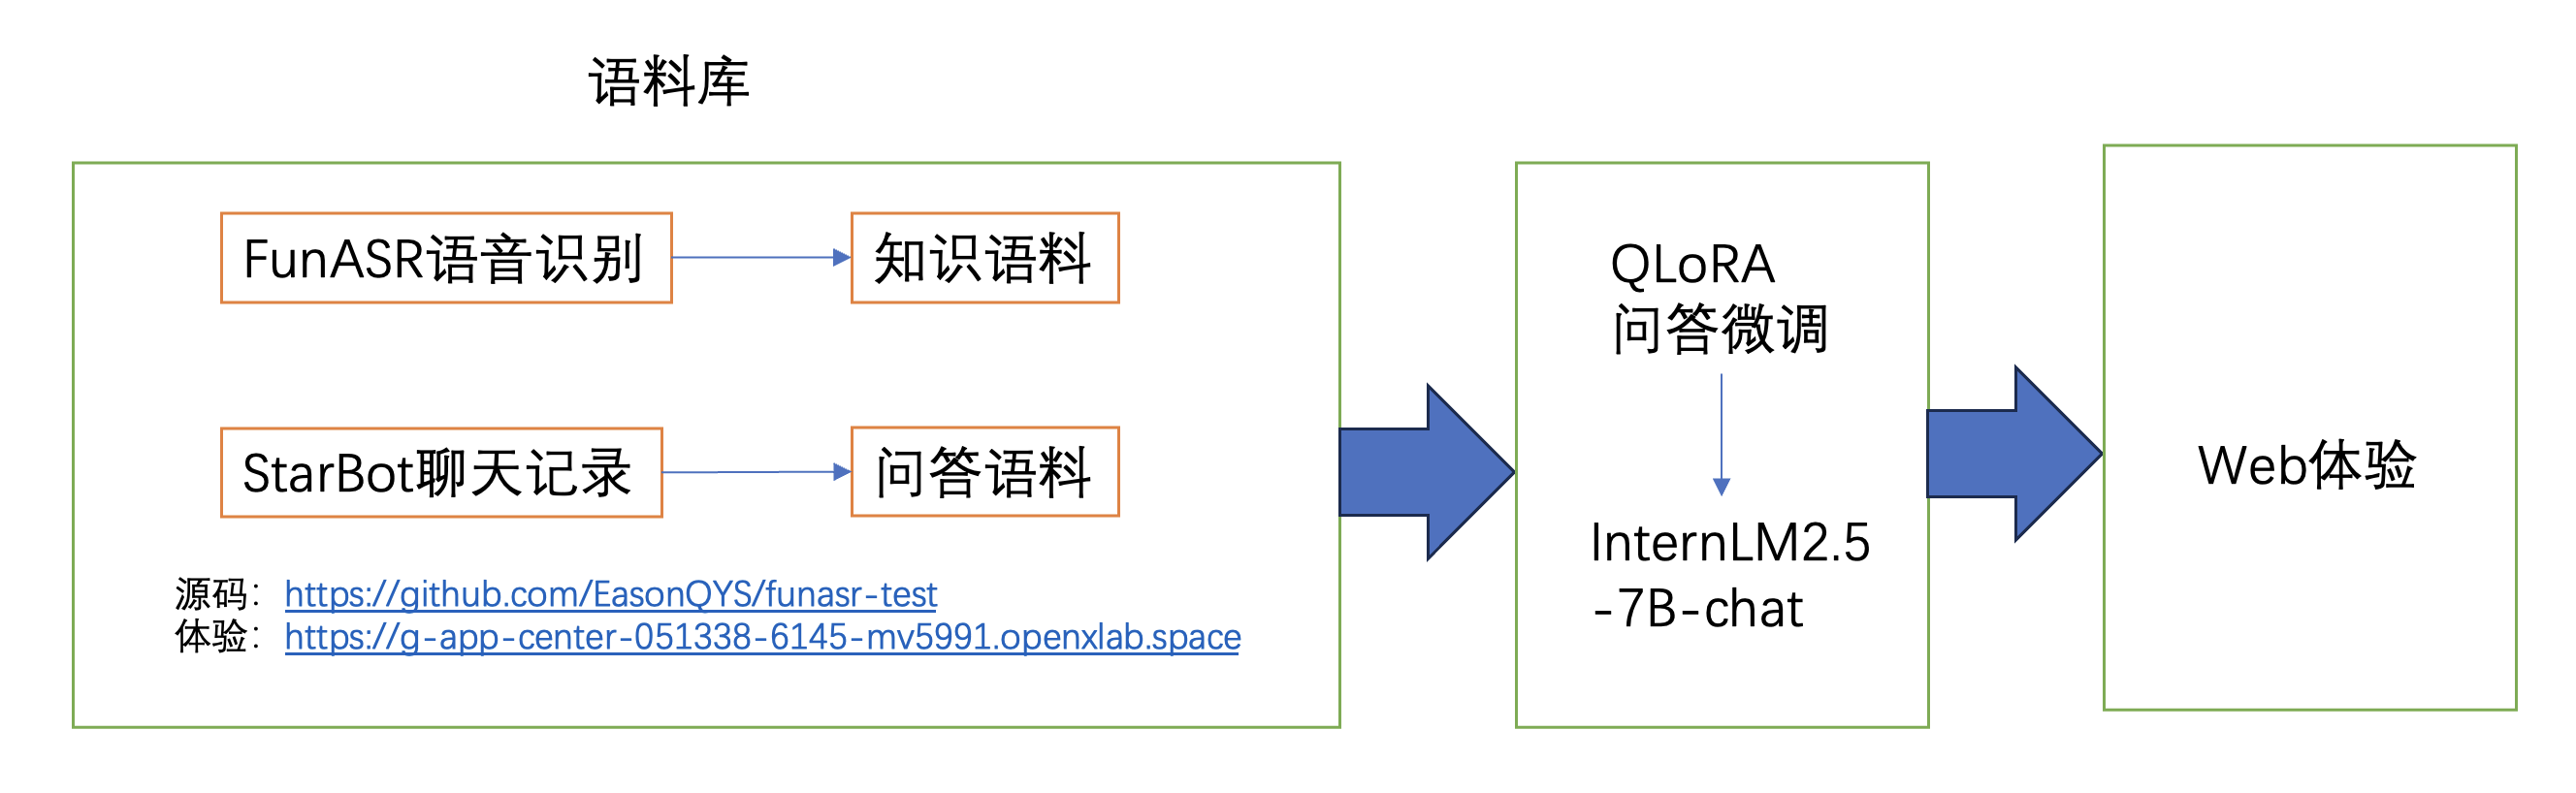 语料库
FunASR语音识别
知识语料
StarBot聊天记录
问答语料
源码：https://github.com/EasonQYS/funasr-test
体验：https://g-app-center-051338-6145-mv5991.openxlab.space
QLoRA
问答微调
InternLM2.5
-7B-chat
Web体验